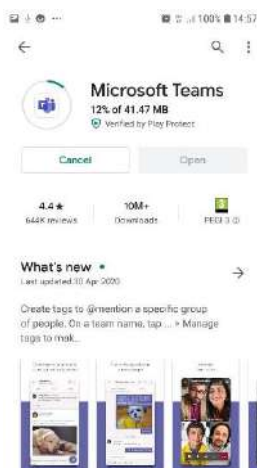 100% 14:57
Microsoft Teams
12% of 41.47 MB
Verified by Play Protect
Cancel
Open
4.4★
10M+
3
644K reviews
Downloads
PEGI 3
What's new
Last updated 30 Apr 2020
Create tags to @mention a specific group
of people. On a team name, tap ... > Manage
tags to mak...